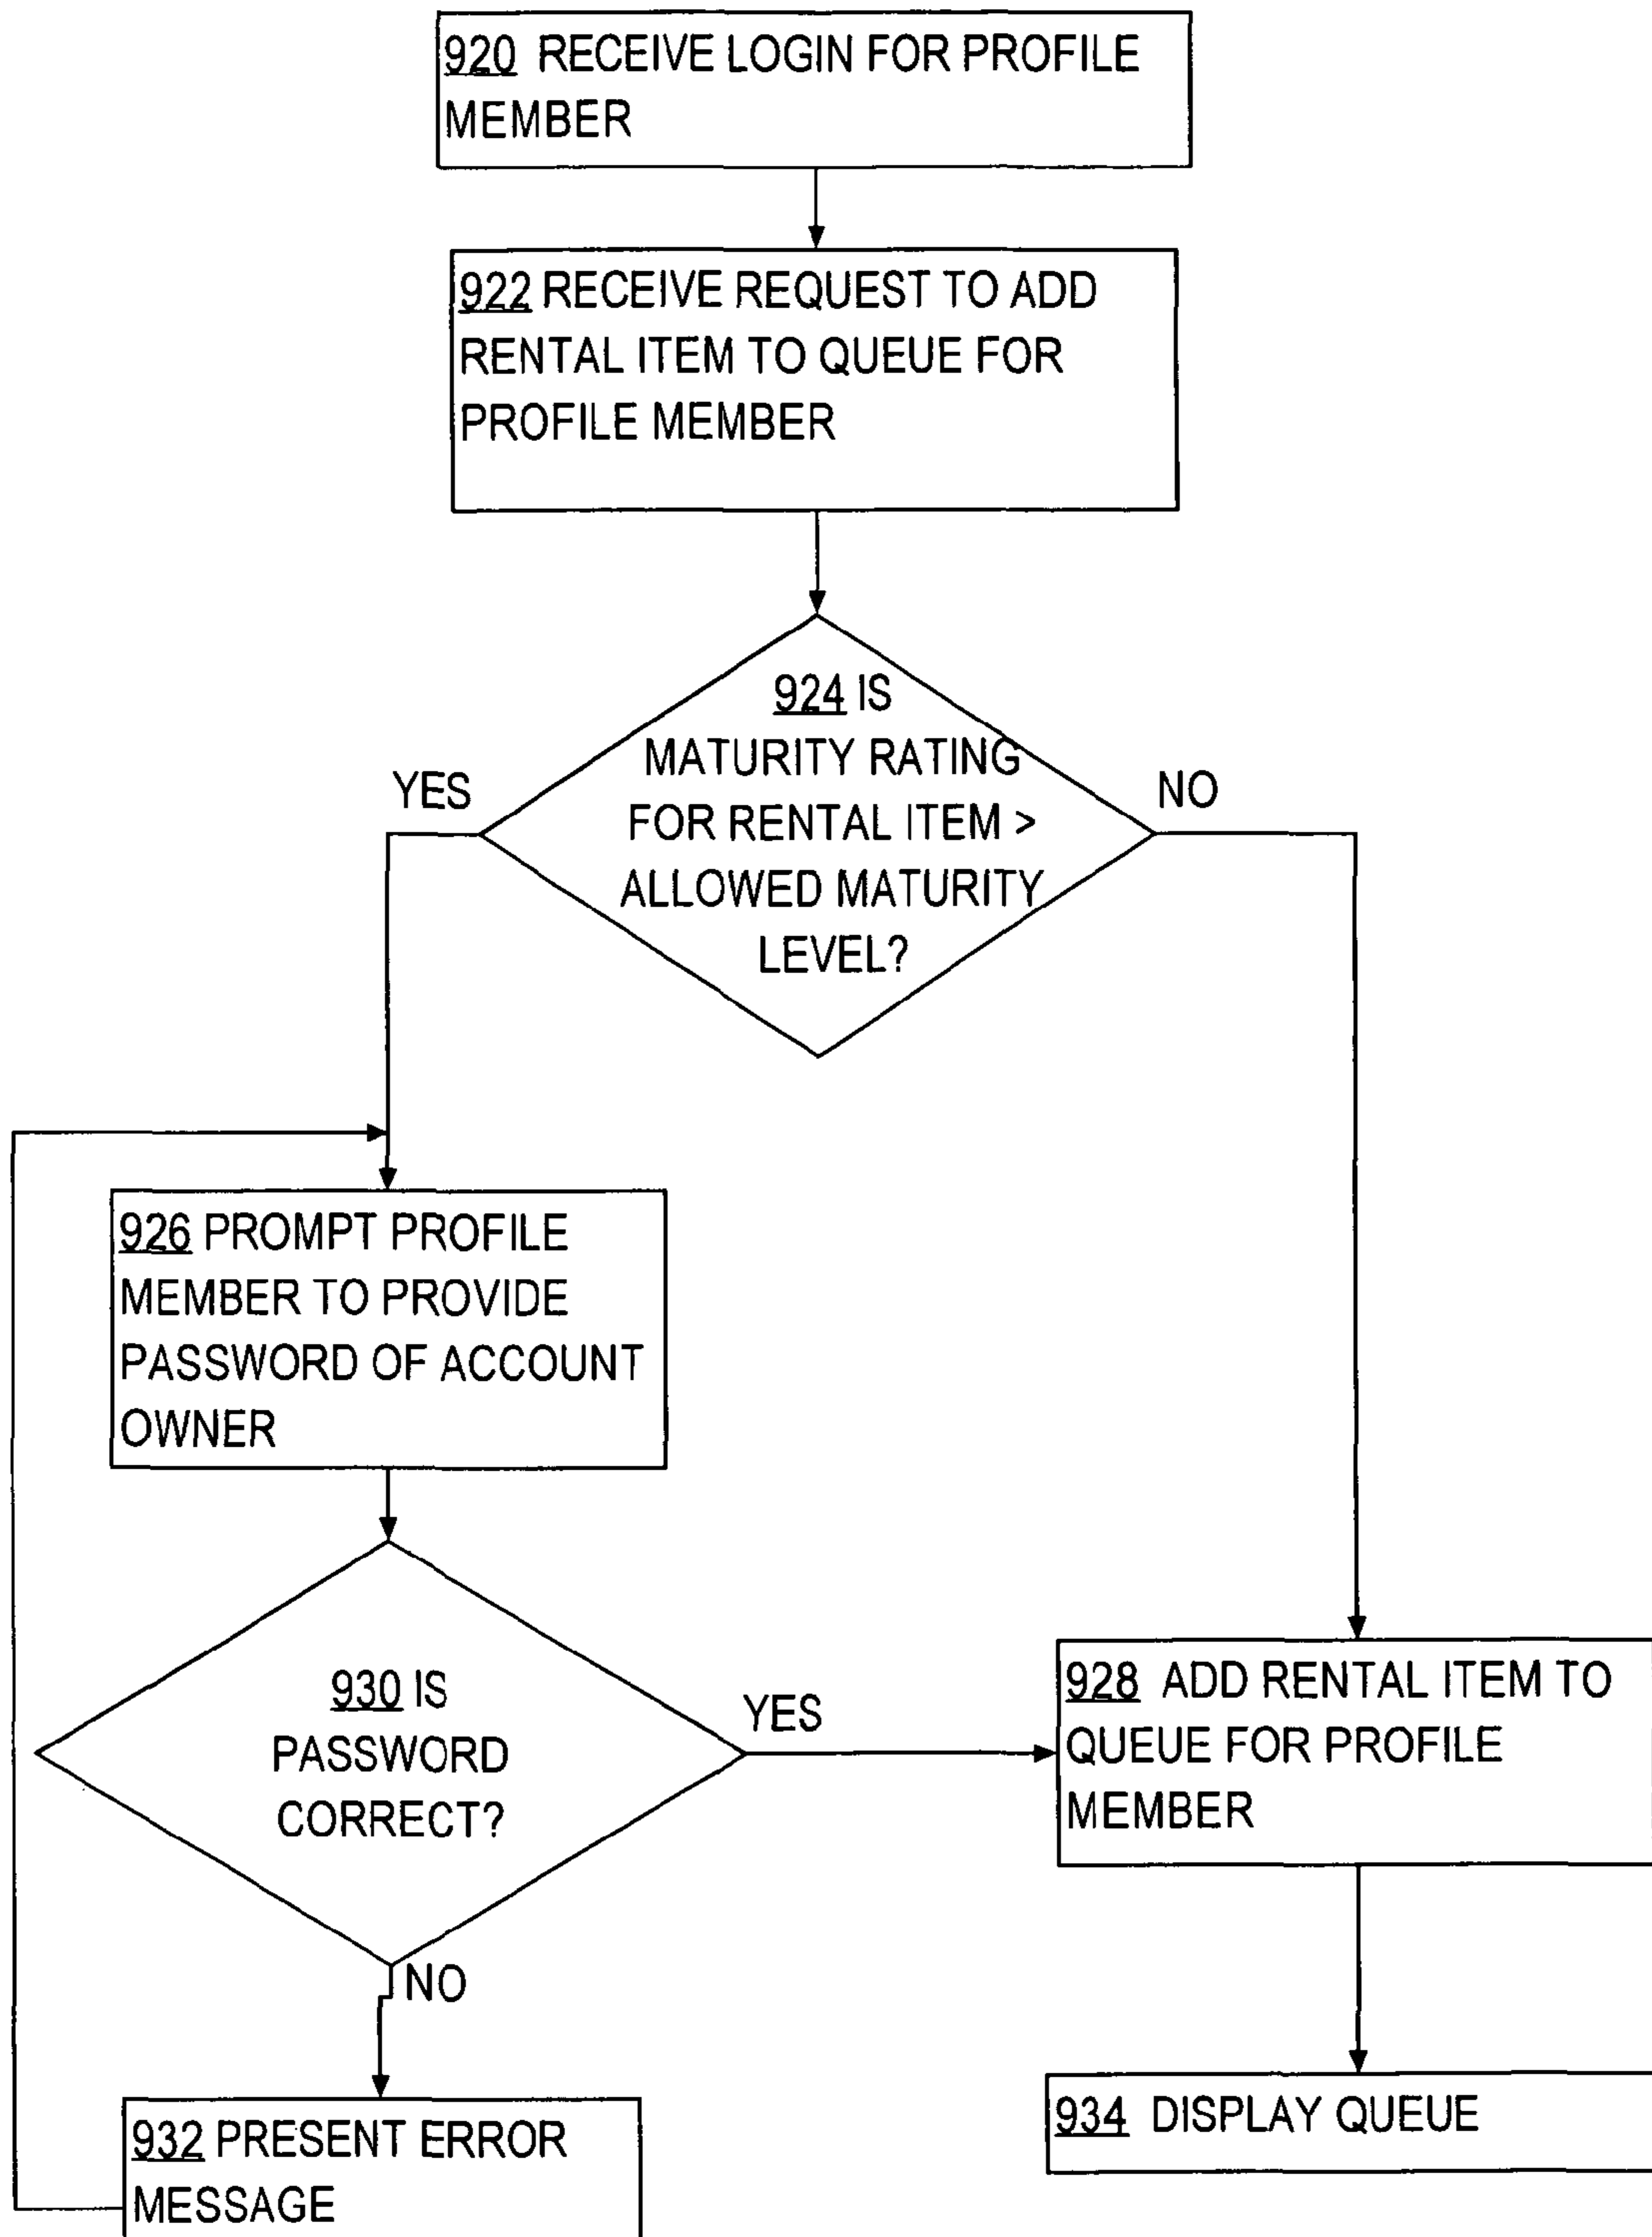 920 RECEIVE LOGIN FOR PROFILE
MEMBER
922 RECEIVE REQUEST TO ADD
RENTAL ITEM TO QUEUE FOR
PROFILE MEMBER
924 IS
MATURITY RATING
FOR RENTAL ITEM >
ALLOWED MATURITY
LEVEL?
YES
NO
926 PROMPT PROFILE
MEMBER TO PROVIDE
PASSWORD OF ACCOUNT
OWNER
930 IS
PASSWORD
CORRECT?
YES
NO
928 ADD RENTAL ITEM TO
QUEUE FOR PROFILE
MEMBER
932 PRESENT ERROR
MESSAGE
934 DISPLAY QUEUE